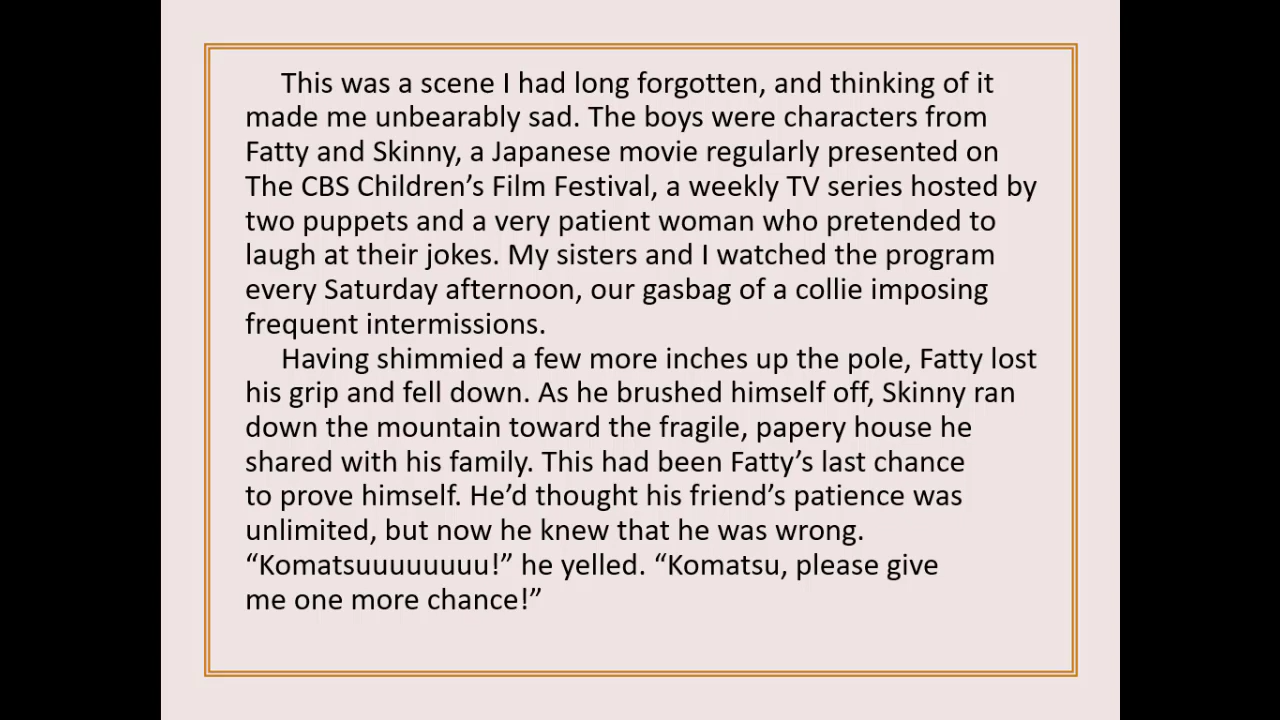 This was a scene I had long forgotten, and thinking of it
made me unbearably sad. The boys were characters from
Fatty and Skinny, a Japanese movie regularly presented on
The CBS Children’s Film Festival, a weekly TV series hosted by
two puppets and a very patient woman who pretended to
laugh at their jokes. My sisters and I watched the program
every Saturday afternoon, our gasbag of a collie imposing
frequent intermissions.
Having shimmied a few more inches up the pole, Fatty lost
his grip and fell down. As he brushed himself off, Skinny ran
down the mountain toward the fragile, papery house he
shared with his family. This had been Fatty’s last chance
to prove himself. He’d thought his friend’s patience was
unlimited, but now he knew that he was wrong.
“Komatsuuuuuuuu!” he yelled. “Komatsu, please give
me one more chance!”